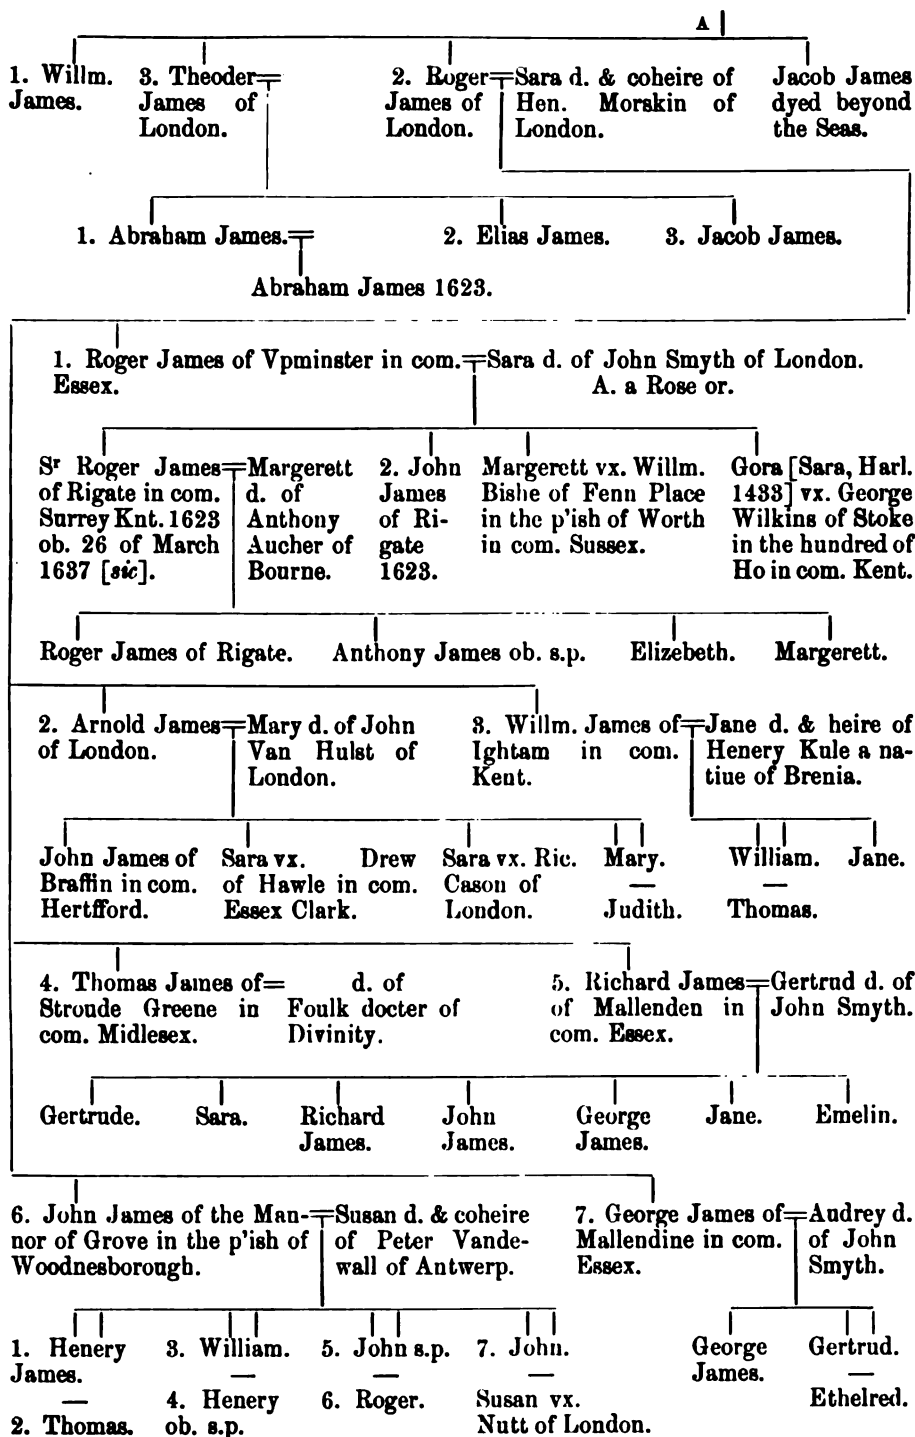 A
1. Willm. James.
3. Theoder James of London.
2. Roger James of London.
Sara d. & coheire of Hen. Morskin of London.
Jacob James dyed beyond the Seas.
1. Abraham James.
2. Elias James.
3. Jacob James.
Abraham James 1623.
1. Roger James of Vpminster in com. Essex.
Sara d. of John Smyth of London.
A. a Rose or.
Sr Roger James of Rigate in com. Surrey Knt. 1623 ob. 26 of March 1637 [sic].
Margerett d. of Anthony Aucher of Bourne.
2. John James of Ri-
gate 1623.
Margerett vx. Willm. Bishe of Fenn Place in the p'ish of Worth in com. Sussex.
Gora [Sara, Harl. 1433] vx. George Wilkins of Stoke in the hundred of Ho in com. Kent.
Roger James of Rigate.
Anthony James ob. s.p.
Elizebeth.
Margerett.
2. Arnold James of London.
Mary d. of John Van Hulst of London.
3. Willm. James of Ightam in com. Kent.
Jane d. & heire of Henery Kule a na-
tiue of Brenia.
John James of Braffin in com. Hertfford.
Sara vx. Drew of Hawle in com. Essex Clark.
Sara vx. Ric. Cason of London.
Mary.
—
Judith.
William.
—
Thomas.
Jane.
4. Thomas James of Stroude Greene in com. Midlesex.
d. of Foulk docter of Divinity.
5. Richard James of Mallenden in com. Essex.
Gertrud d. of John Smyth.
Gertrude.
Sara.
Richard James.
John James.
George James.
Jane.
Emelin.
6. John James of the Man-
nor of Grove in the p'ish of Woodnesborough.
Susan d. & coheire of Peter Vande-
wall of Antwerp.
7. George James of Mallendine in com. Essex.
Audrey d. of John Smyth.
1. Henery James.
—
2. Thomas.
3. William.
—
4. Henery ob. s.p.
5. John s.p.
—
6. Roger.
7. John.
—
Susan vx. Nutt of London.
George James.
Gertrud.
—
Ethelred.